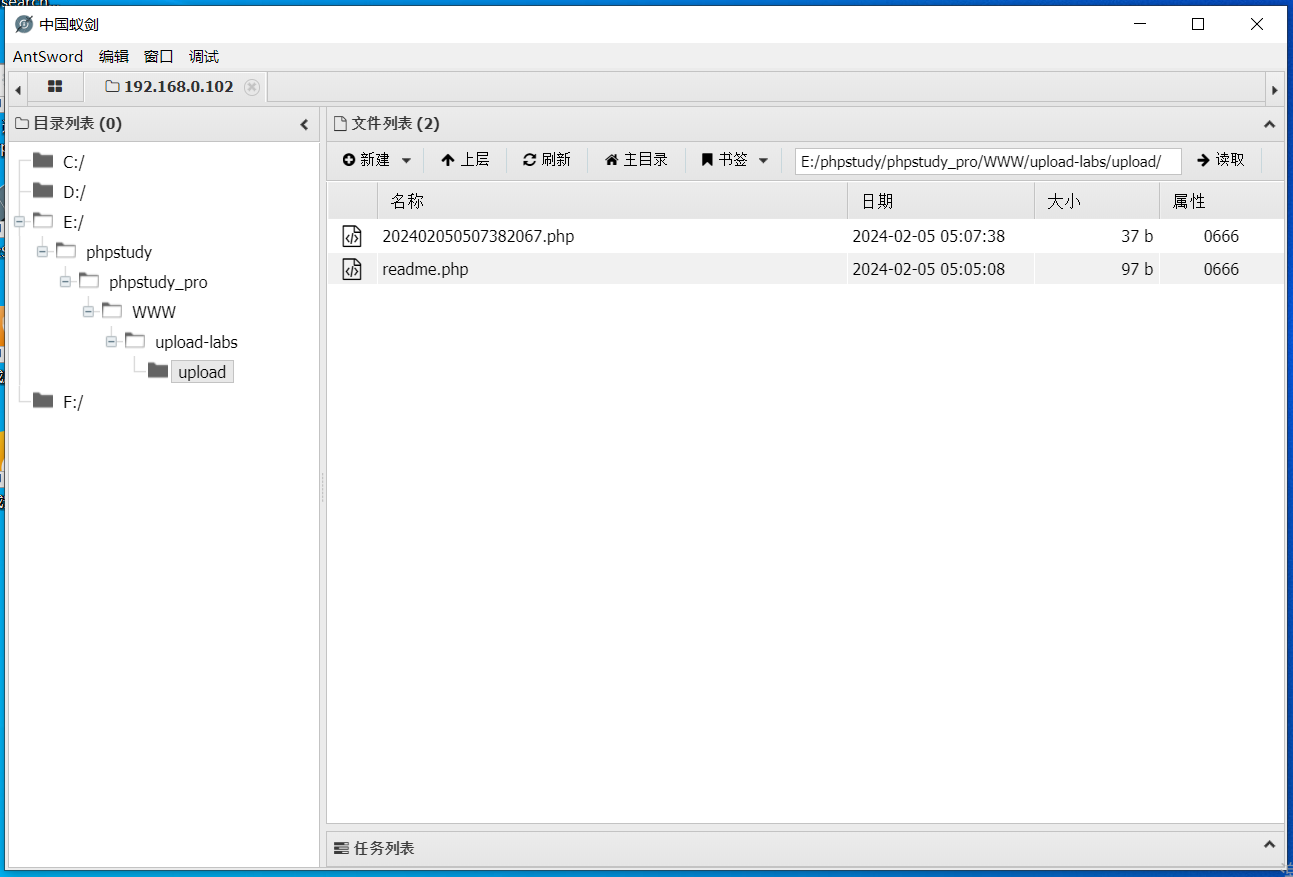 中国蚁剑
AntSword 编辑 窗口 调试
192.168.0.102
目录列表 (0)
C:/
D:/
E:/
phpstudy
phpstudy_pro
WWW
upload-labs
upload
F:/
文件列表 (2)
新建 上层 刷新 主目录 书签 E:/phpstudy/phpstudy_pro/WWW/upload-labs/upload/ 读取
名称 日期 大小 属性
202402050507382067.php 2024-02-05 05:07:38 37 b 0666
readme.php 2024-02-05 05:05:08 97 b 0666
任务列表